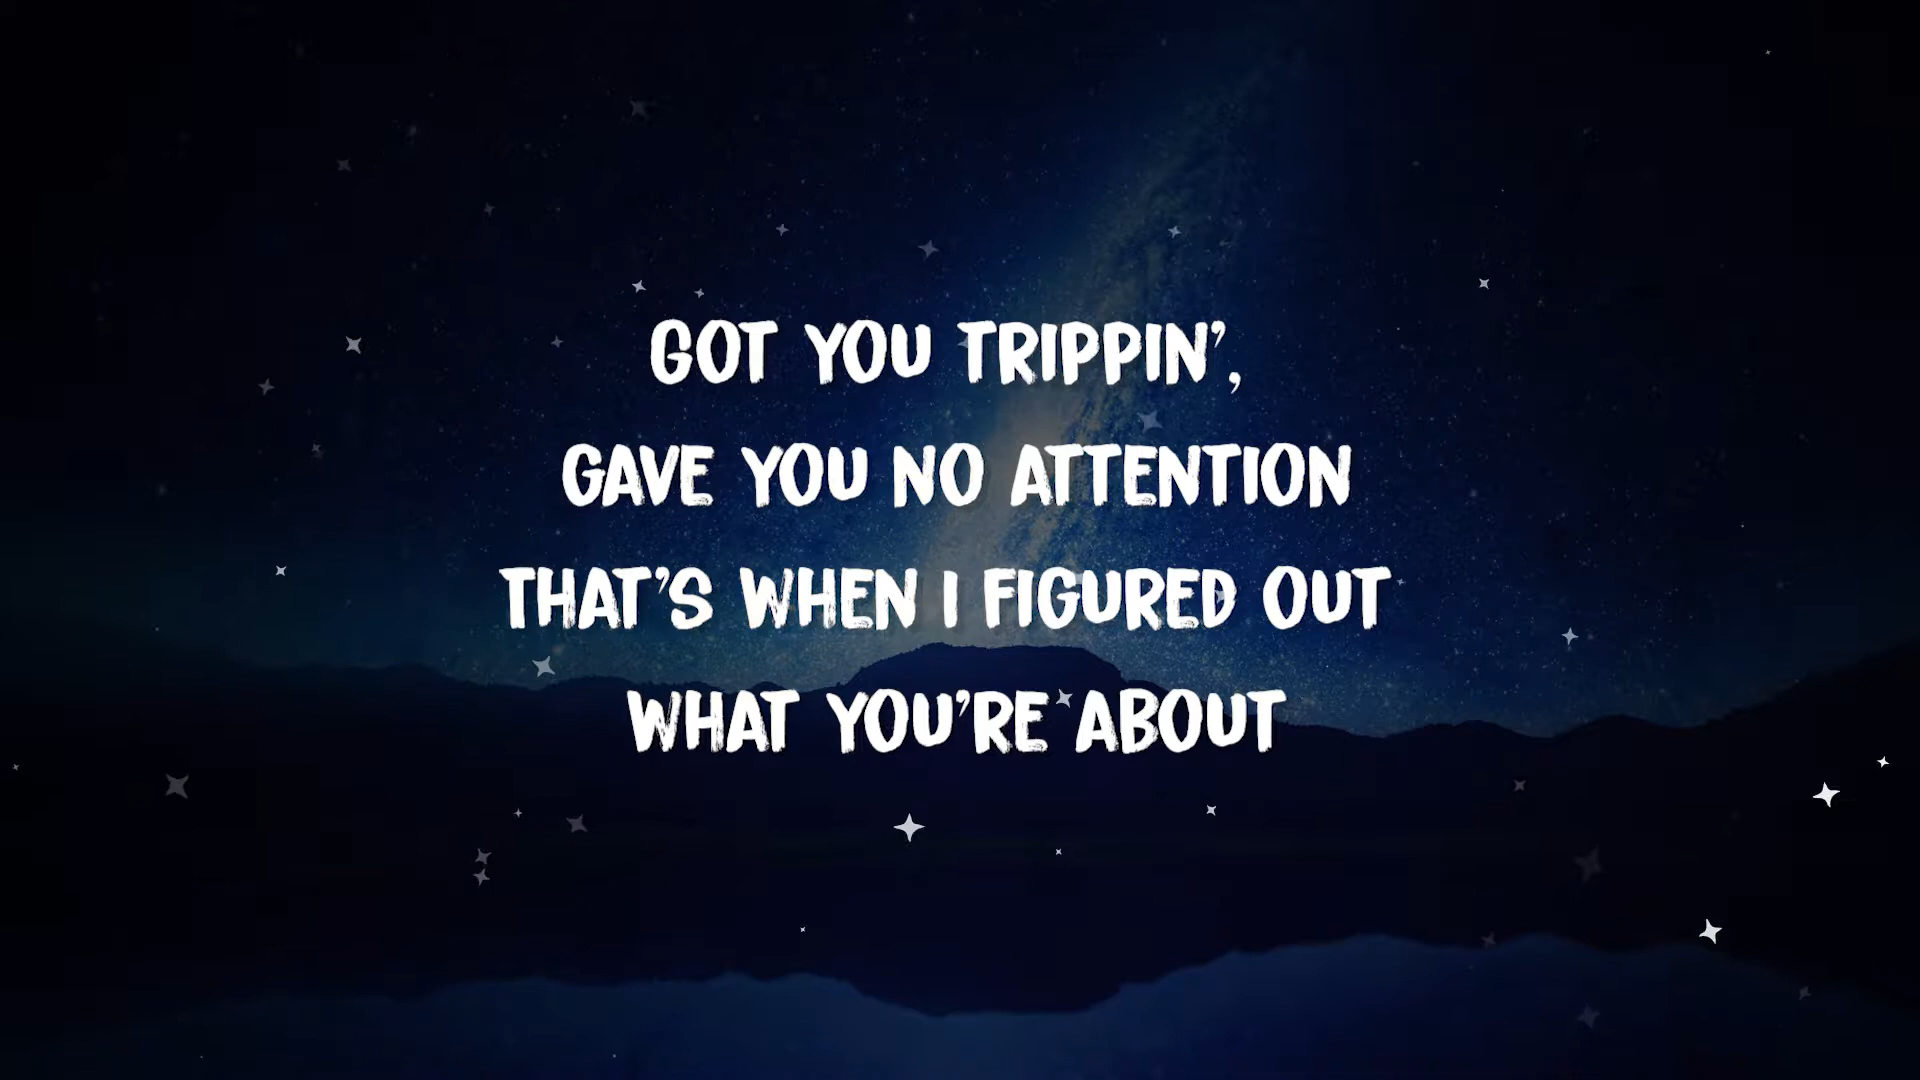 GOT YOU TRIPPIN',
GAVE YOU NO ATTENTION
THAT'S WHEN I FIGURED OUT
WHAT YOU'RE ABOUT